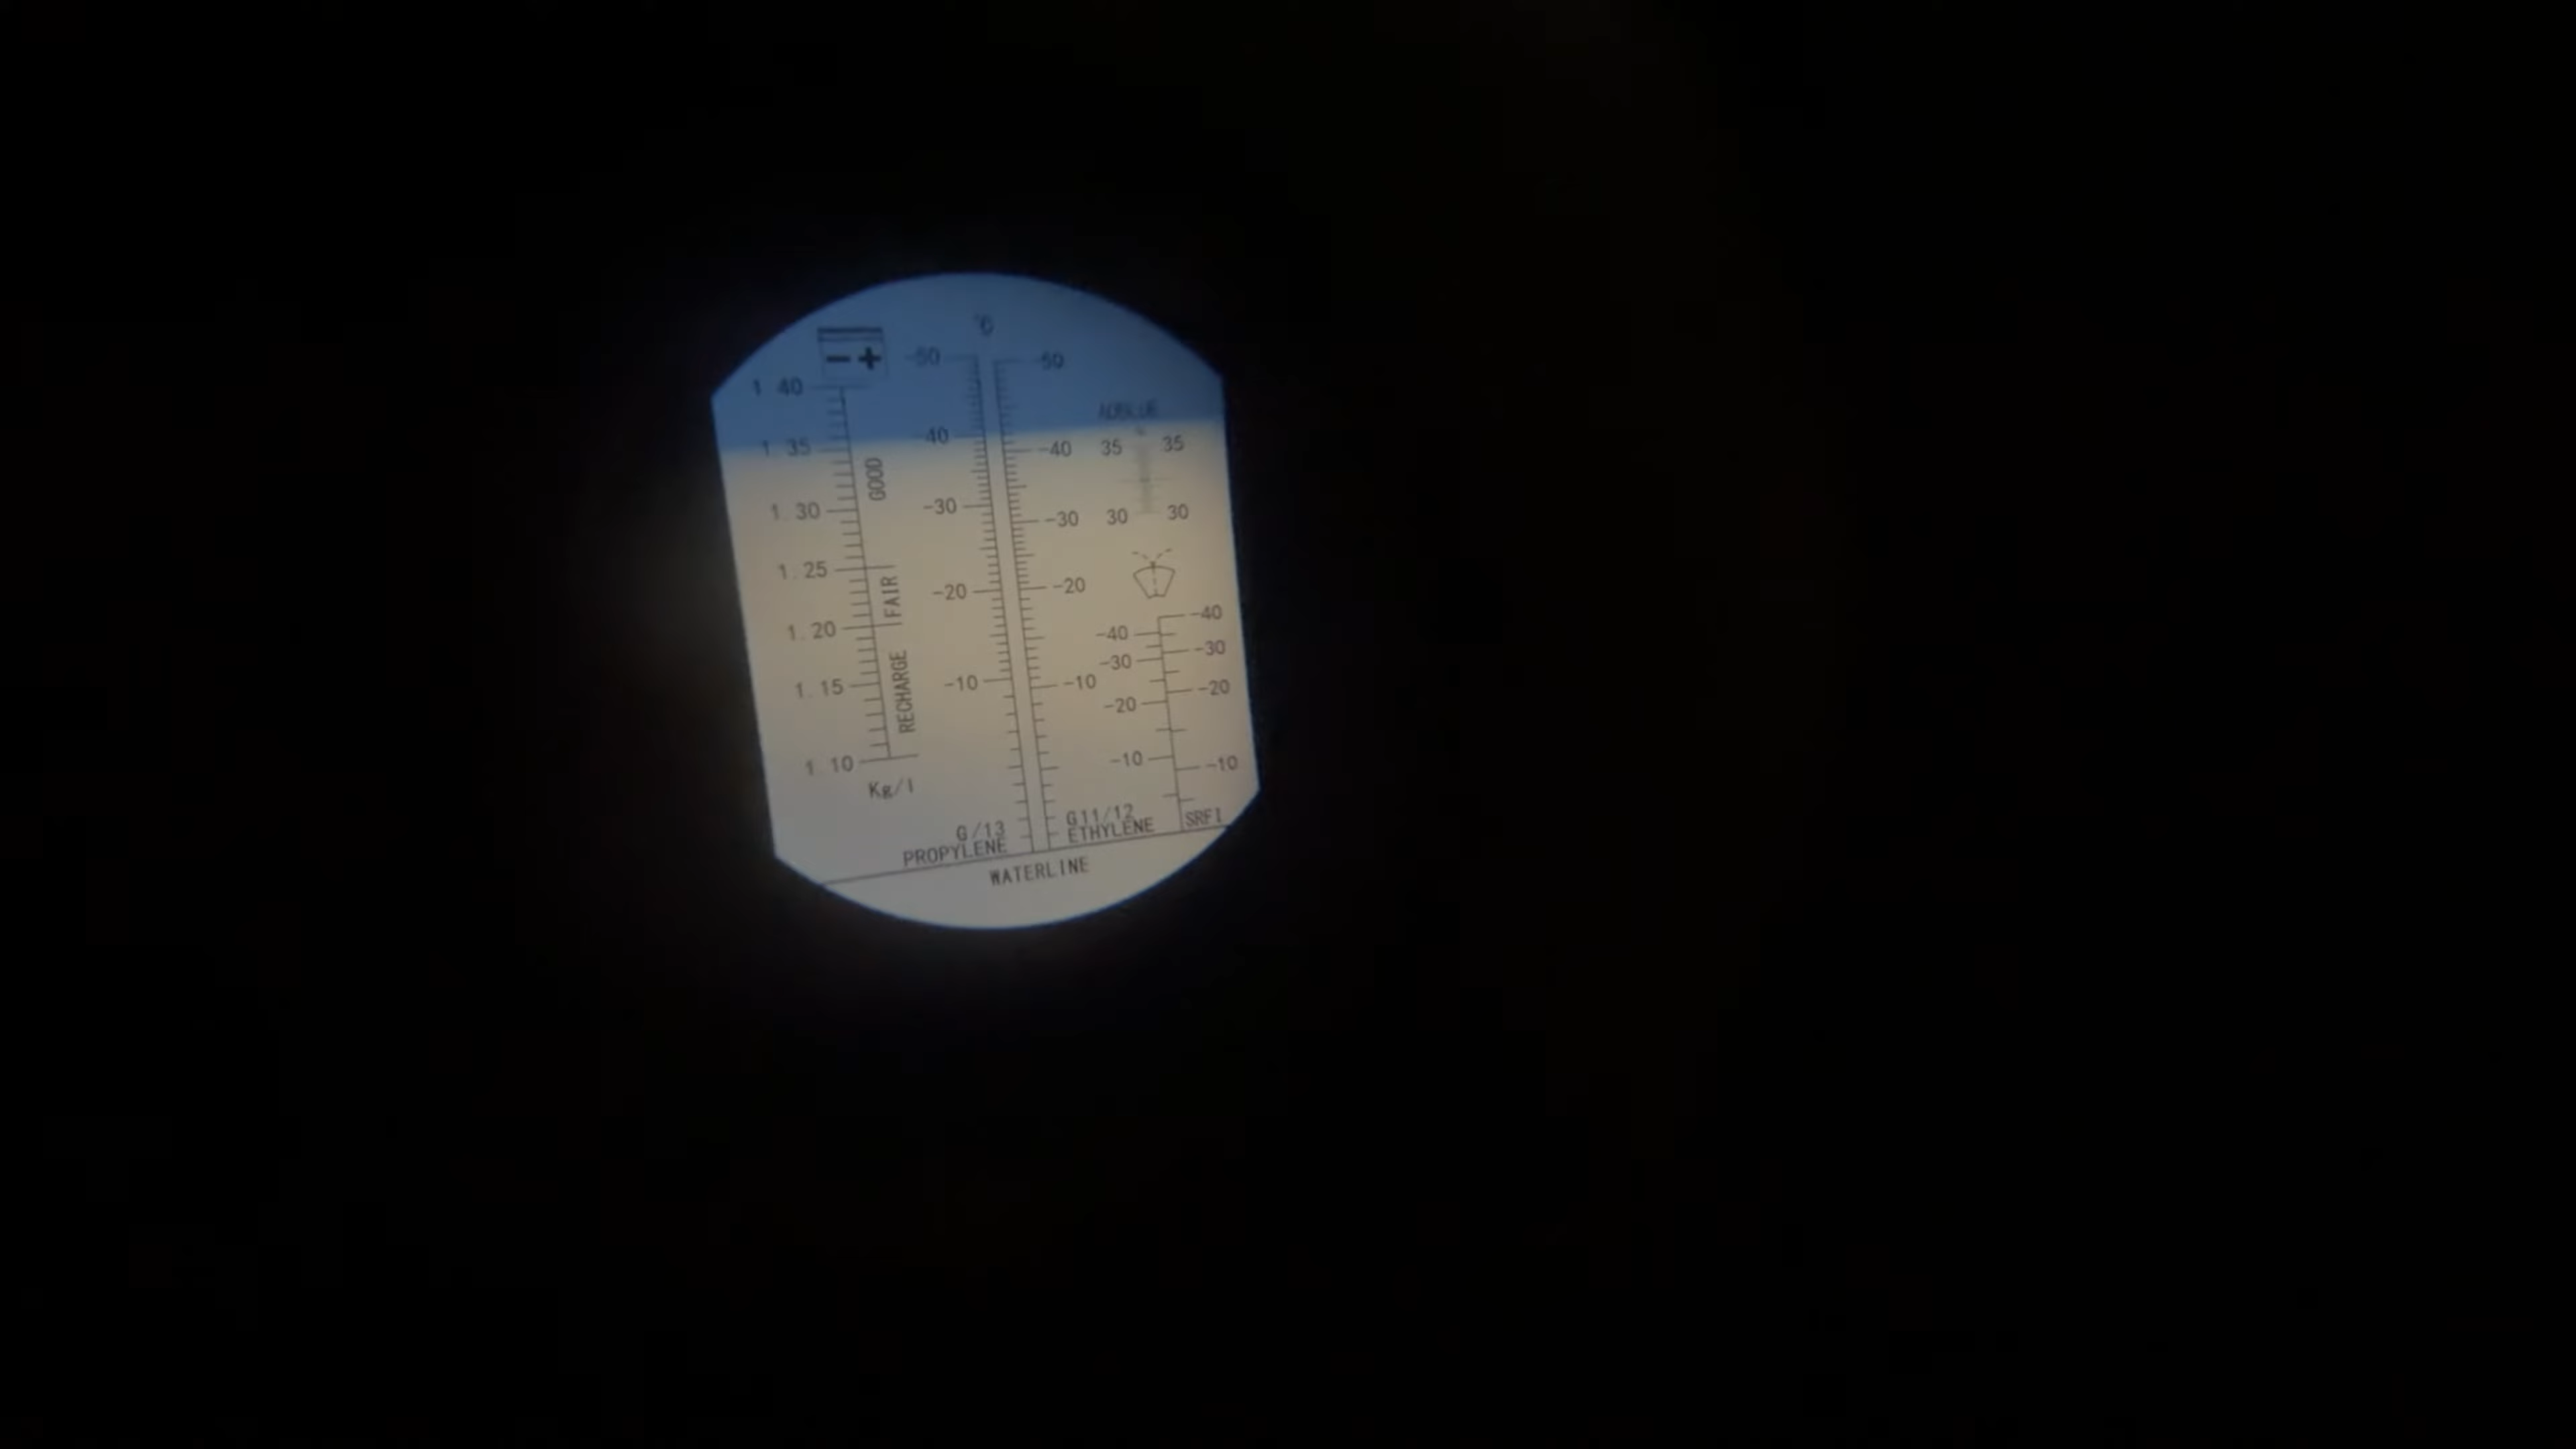 °C
- +
-50 -50
1.40
ADBLUE
1.35 -40 -40 35 35
GOOD
1.30 -30 -30 30 30
1.25
FAIR
-20 -20
1.20
-40 -40
-30 -30
RECHARGE
1.15 -10 -10
-20 -20
1.10
-10 -10
Kg/l
G/13 G11/12
PROPYLENE ETHYLENE SRF1
WATERLINE